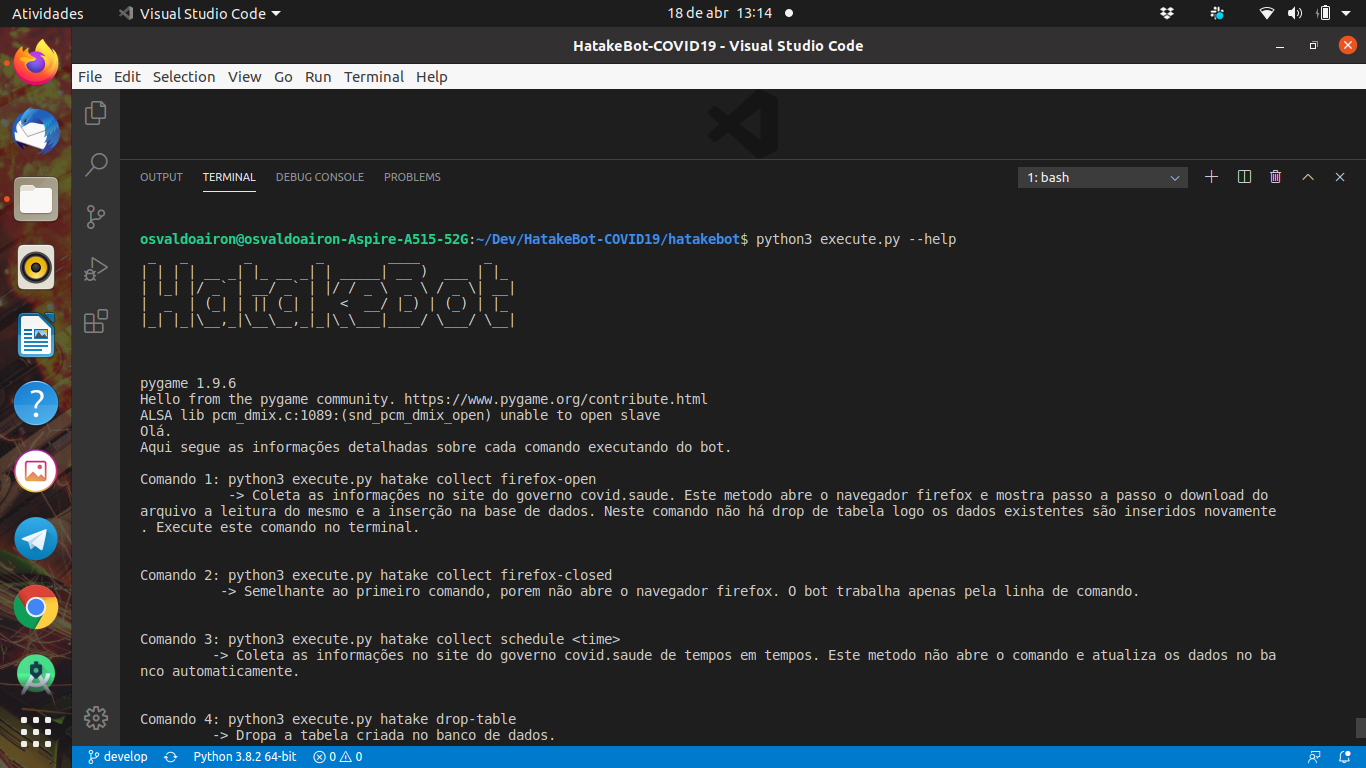 Atividades
Visual Studio Code
18 de abr 13:14
HatakeBot-COVID19 - Visual Studio Code
File Edit Selection View Go Run Terminal Help
OUTPUT TERMINAL DEBUG CONSOLE PROBLEMS
1: bash
osvaldoairon@osvaldoairon-Aspire-A515-52G:~/Dev/HatakeBot-COVID19/hatakebot$ python3 execute.py --help
HatakeBot
pygame 1.9.6
Hello from the pygame community. https://www.pygame.org/contribute.html
ALSA lib pcm_dmix.c:1089:(snd_pcm_dmix_open) unable to open slave
Olá.
Aqui segue as informações detalhadas sobre cada comando executando do bot.
Comando 1: python3 execute.py hatake collect firefox-open
-> Coleta as informações no site do governo covid.saude. Este metodo abre o navegador firefox e mostra passo a passo o download do
arquivo a leitura do mesmo e a inserção na base de dados. Neste comando não há drop de tabela logo os dados existentes são inseridos novamente
. Execute este comando no terminal.
Comando 2: python3 execute.py hatake collect firefox-closed
-> Semelhante ao primeiro comando, porem não abre o navegador firefox. O bot trabalha apenas pela linha de comando.
Comando 3: python3 execute.py hatake collect schedule <time>
-> Coleta as informações no site do governo covid.saude de tempos em tempos. Este metodo não abre o comando e atualiza os dados no ba
nco automaticamente.
Comando 4: python3 execute.py hatake drop-table
-> Dropa a tabela criada no banco de dados.
develop
Python 3.8.2 64-bit
0 0